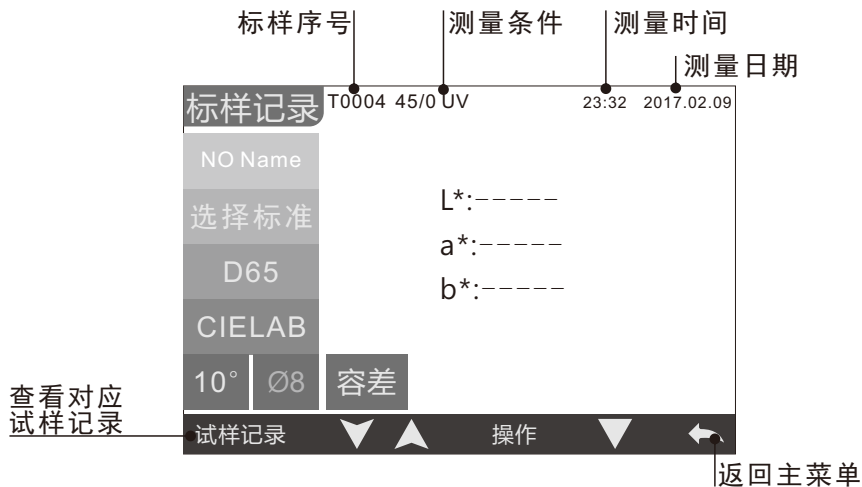 标样序号 测量条件 测量时间
测量日期
标样记录 T0004 45/0 UV 23:32 2017.02.09
NO Name
选择标准
D65
CIELAB
L*:-----
a*:-----
b*:-----
10° Ø8 容差
查看对应
试样记录
试样记录 操作
返回主菜单